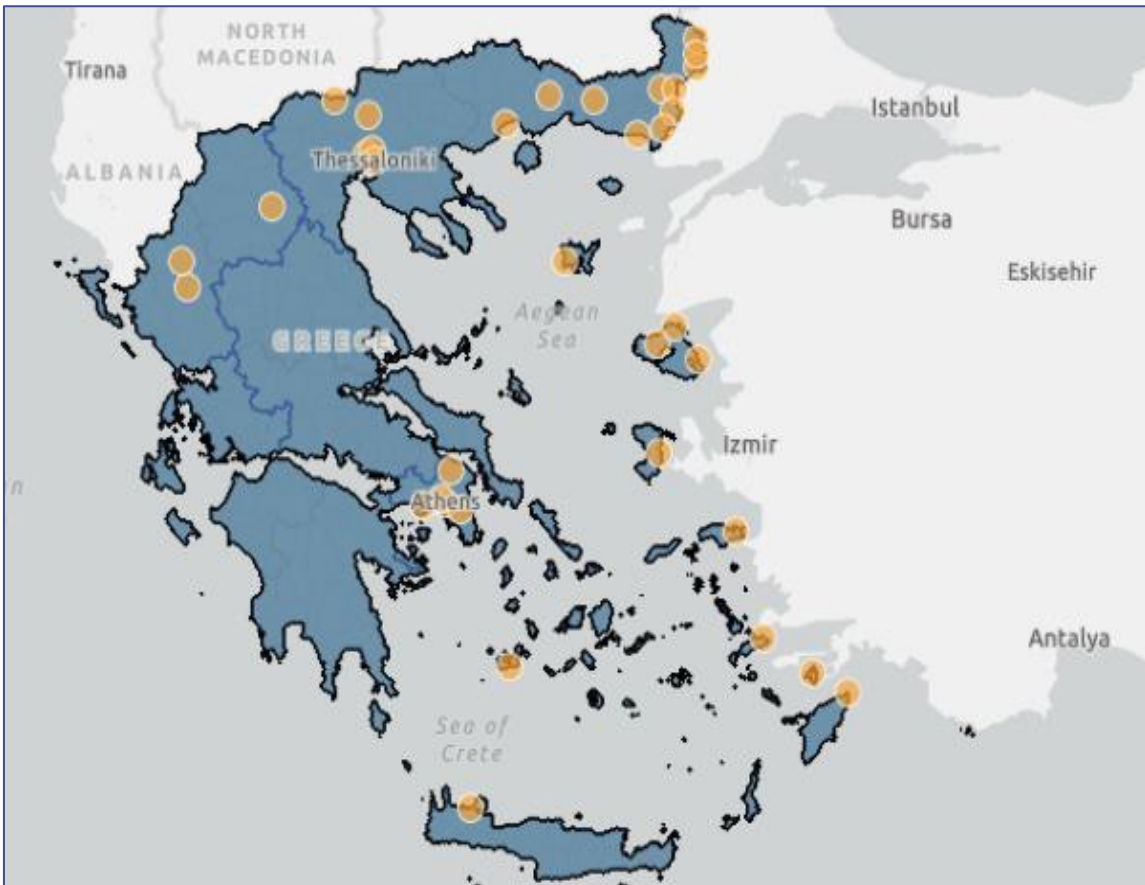 NORTH
MACEDONIA
Tirana
Istanbul
Thessaloniki
ALBANIA
Bursa
Eskisehir
Aegean
Sea
GREECE
Izmir
Athens
Antalya
Sea of
Crete